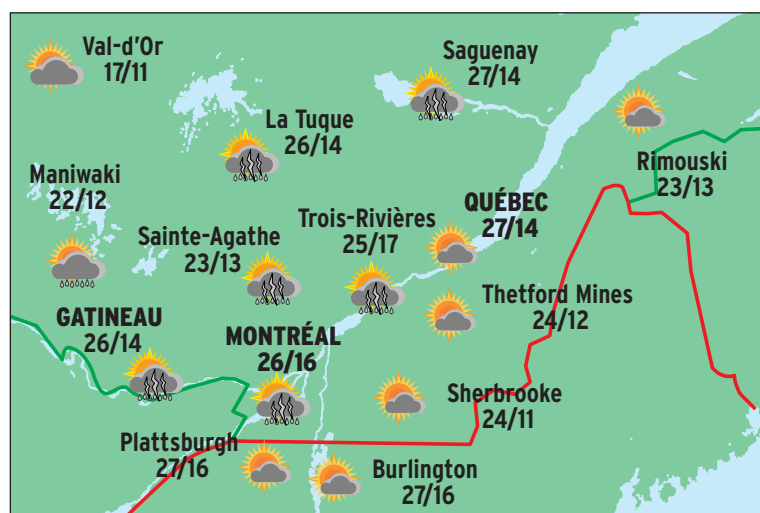 Val-d'Or
17/11
Saguenay
27/14
La Tuque
26/14
Maniwaki
22/12
Rimouski
23/13
QUÉBEC
27/14
Trois-Rivières
25/17
Sainte-Agathe
23/13
Thetford Mines
24/12
GATINEAU
26/14
MONTRÉAL
26/16
Sherbrooke
24/11
Plattsburgh
27/16
Burlington
27/16